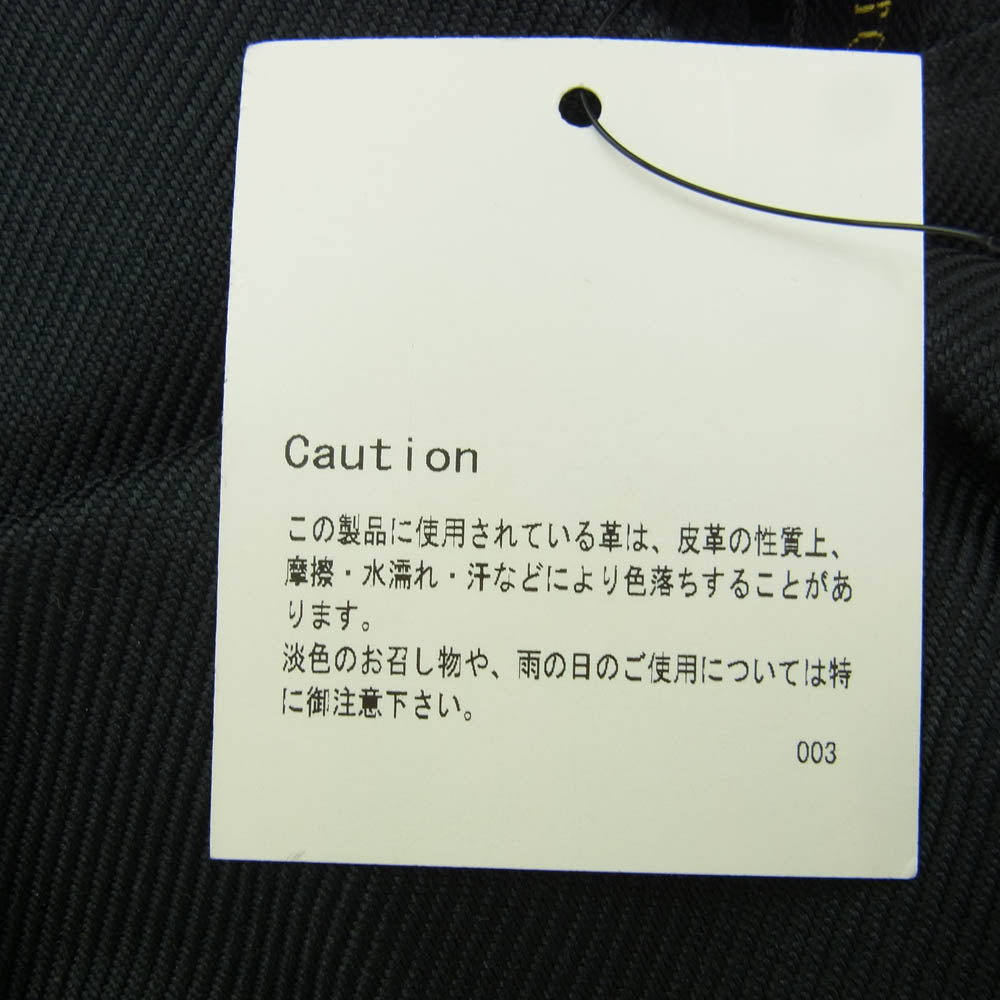 Caution
この製品に使用されている革は、皮革の性質上、
摩擦・水濡れ・汗などにより色落ちすることがあ
ります。
淡色のお召し物や、雨の日のご使用については特
に御注意下さい。
003